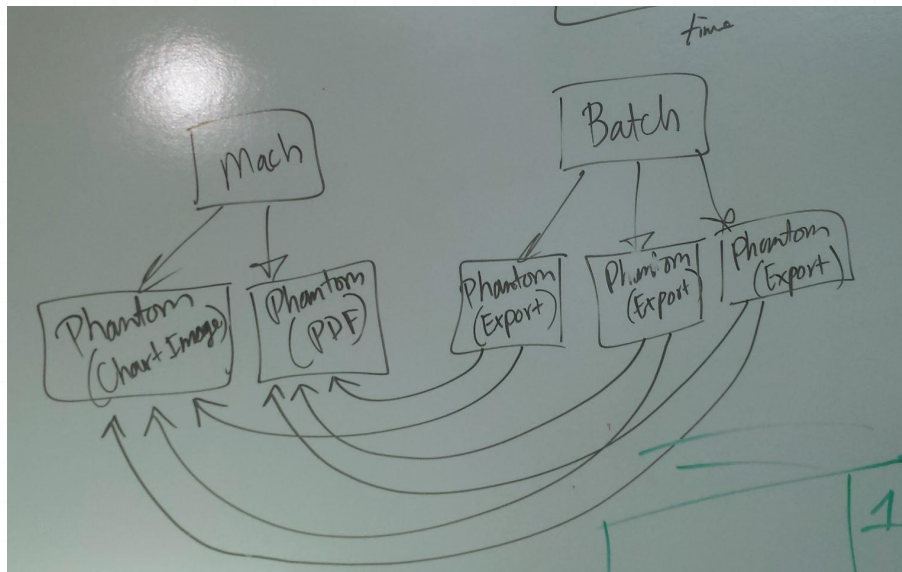 time
Mach
Batch
Phantom
(Chart Image)
Phantom
(PDF)
Phantom
(Export)
Phantom
(Export)
Phantom
(Export)
1